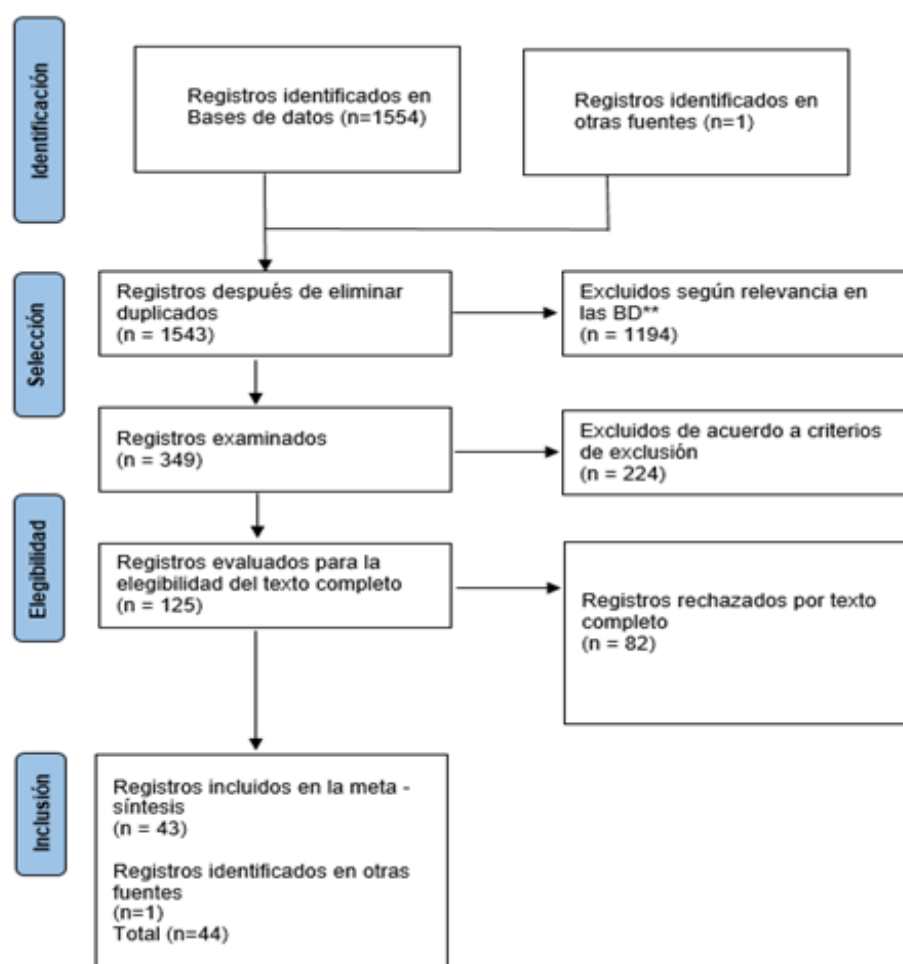 Identificación
Registros identificados en
Bases de datos (n=1554)
Registros identificados en
otras fuentes (n=1)
Selección
Registros después de eliminar
duplicados
(n = 1543)
Excluidos según relevancia en
las BD**
(n = 1194)
Registros examinados
(n = 349)
Excluidos de acuerdo a criterios
de exclusión
(n = 224)
Elegibilidad
Registros evaluados para la
elegibilidad del texto completo
(n = 125)
Registros rechazados por texto
completo
(n = 82)
Inclusión
Registros incluidos en la meta -
síntesis
(n = 43)
Registros identificados en otras
fuentes
(n=1)
Total (n=44)